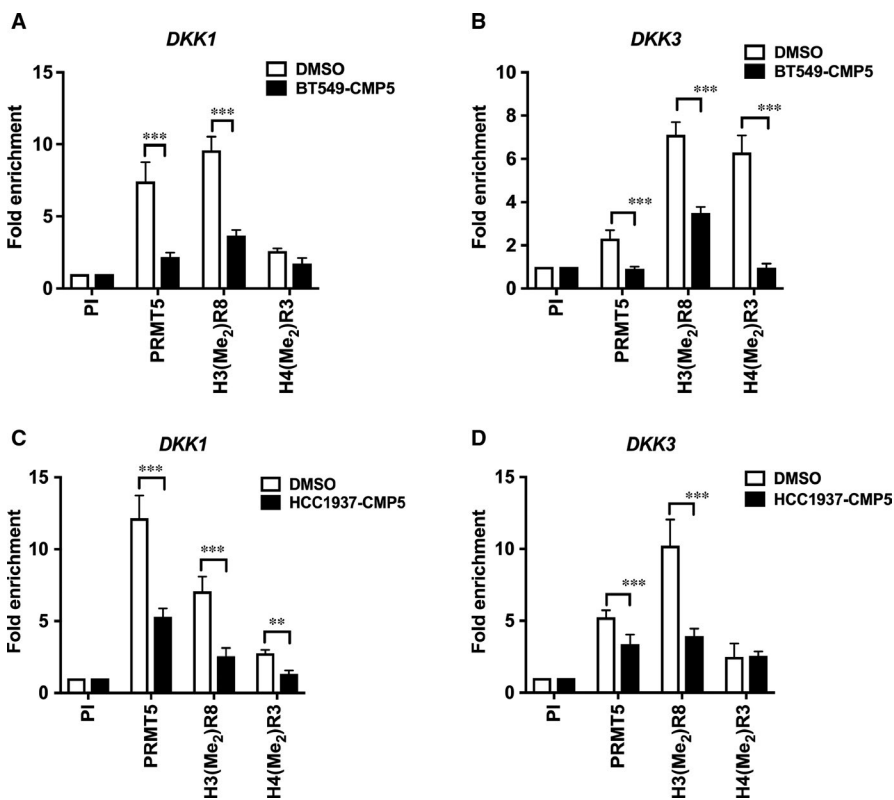 A
DKK1
DMSO
BT549-CMP5
Fold enrichment
15
10
5
0
***
***
PI
PRMT5
H3(Me₂)R8
H4(Me₂)R3
B
DKK3
DMSO
BT549-CMP5
Fold enrichment
10
8
6
4
2
0
***
***
***
PI
PRMT5
H3(Me₂)R8
H4(Me₂)R3
C
DKK1
DMSO
HCC1937-CMP5
Fold enrichment
15
10
5
0
***
***
**
PI
PRMT5
H3(Me₂)R8
H4(Me₂)R3
D
DKK3
DMSO
HCC1937-CMP5
Fold enrichment
15
10
5
0
***
***
PI
PRMT5
H3(Me₂)R8
H4(Me₂)R3